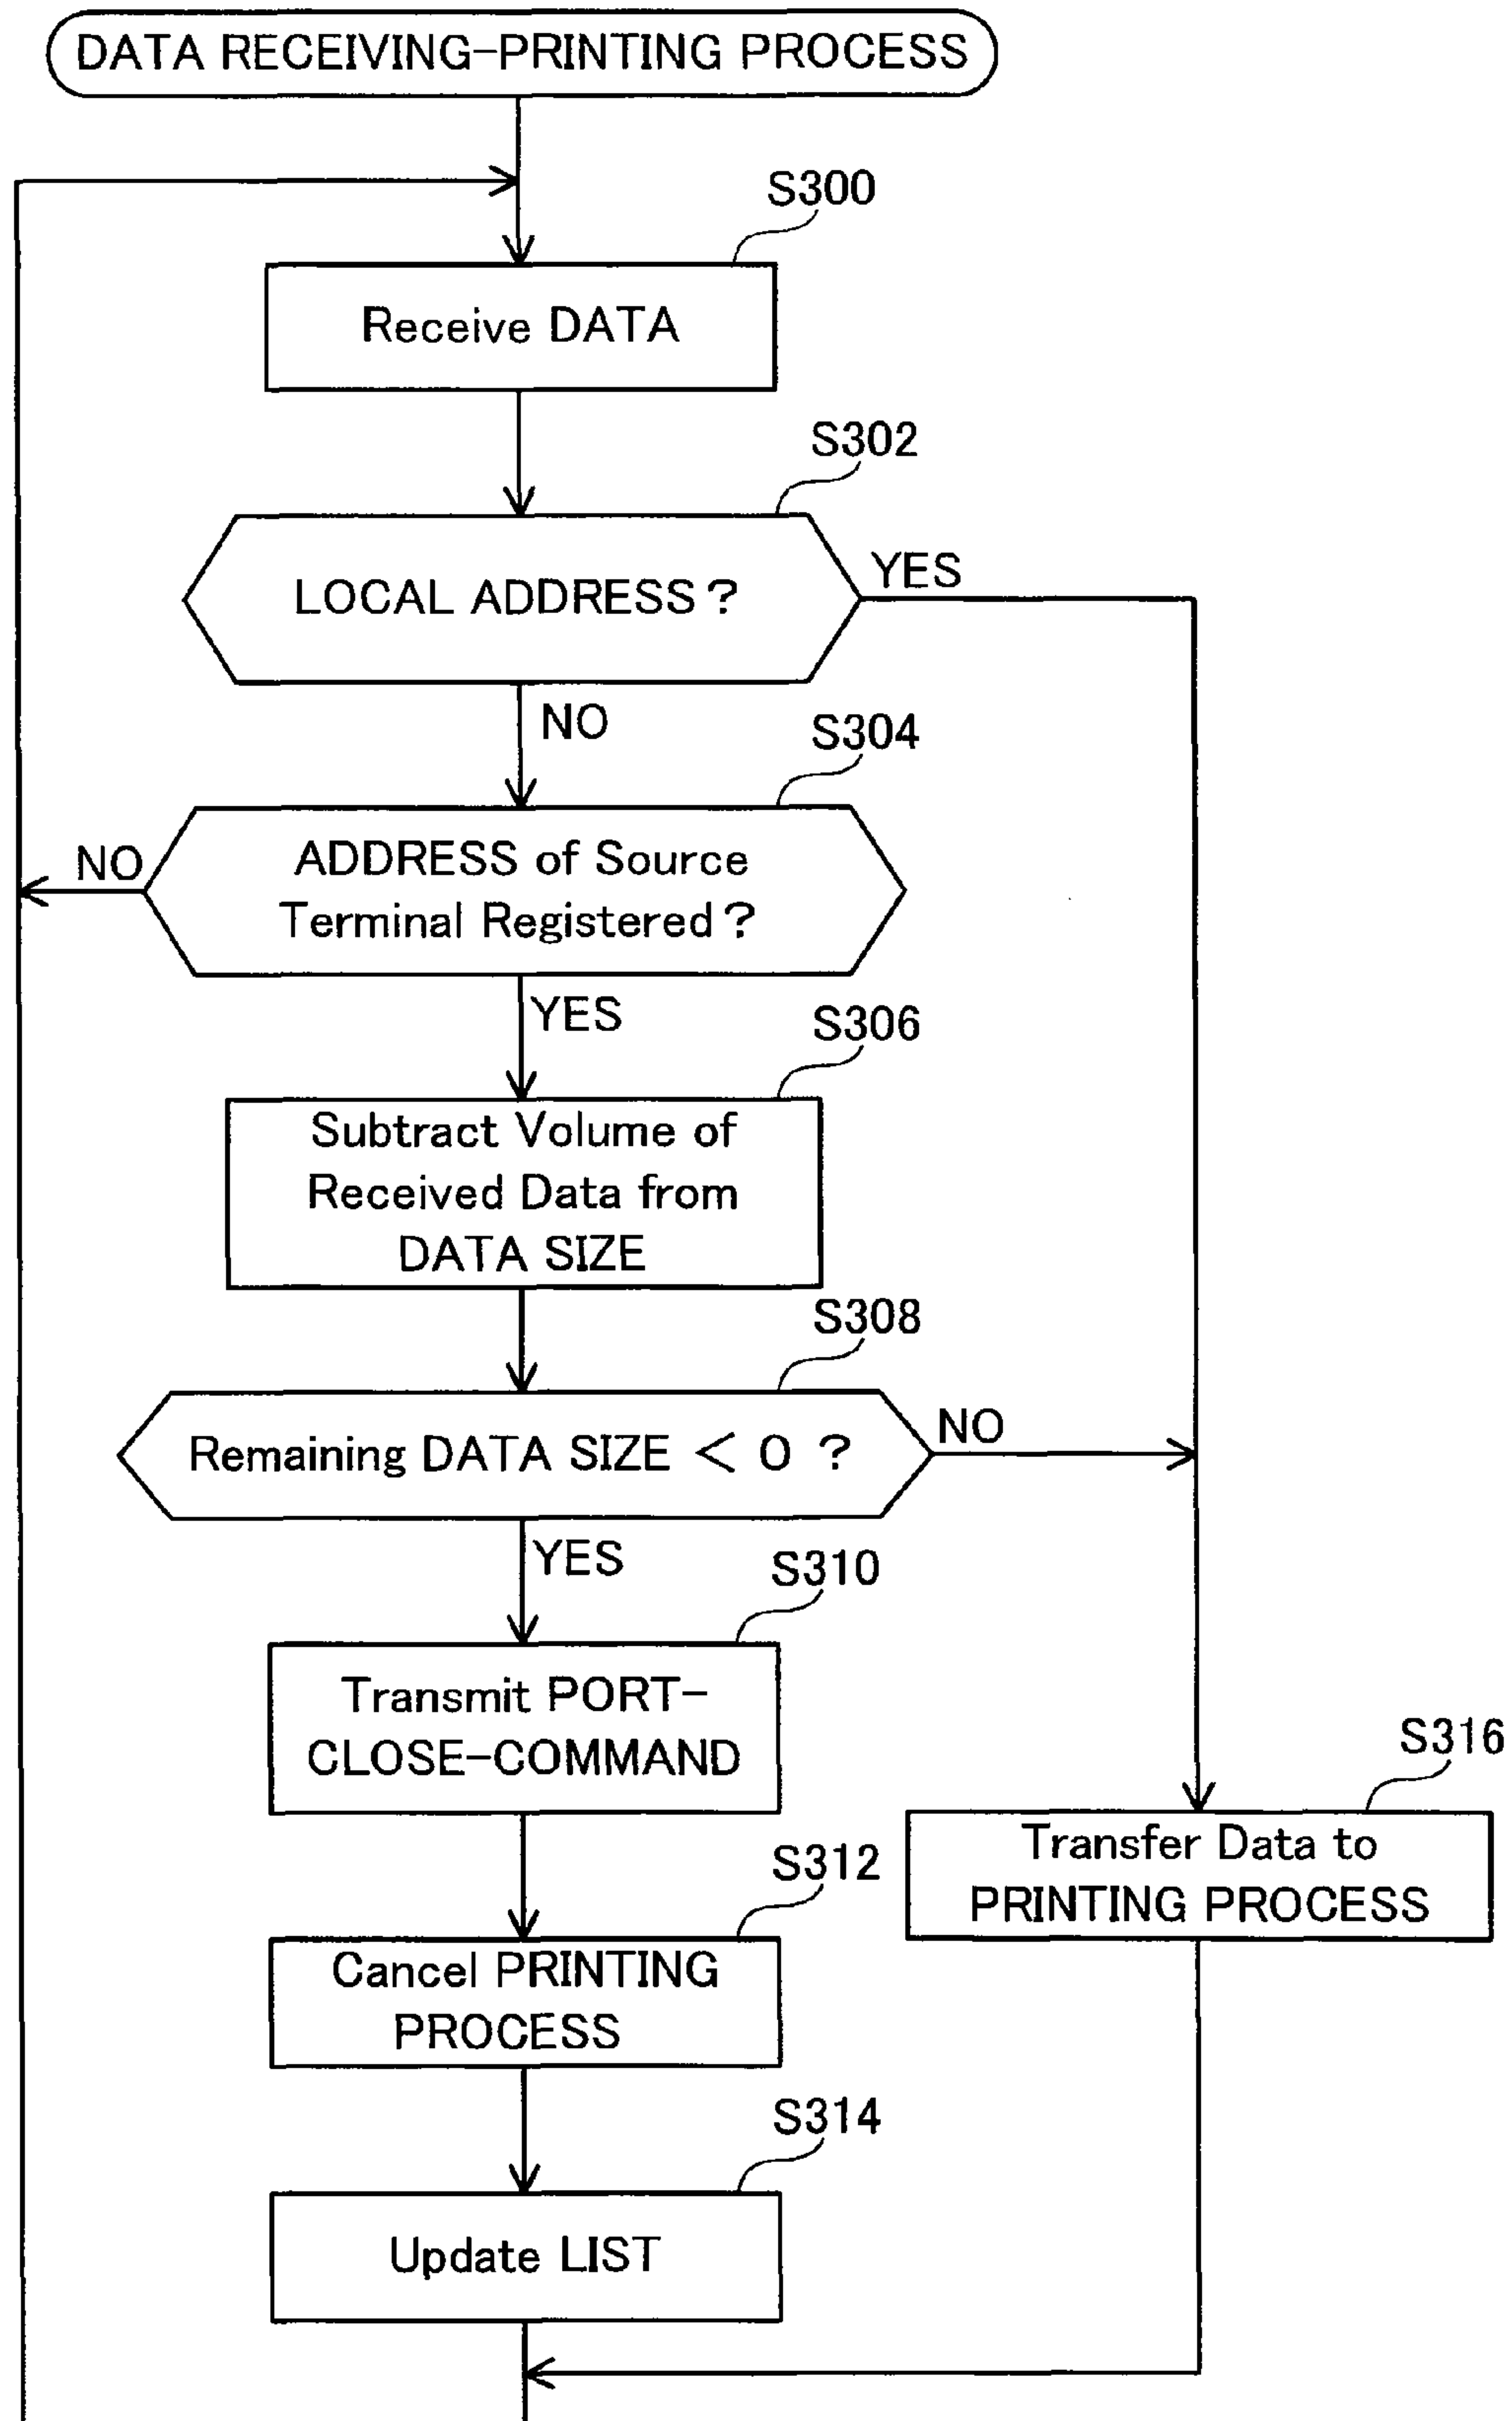 DATA RECEIVING-PRINTING PROCESS
S300
Receive DATA
S302
LOCAL ADDRESS?
YES
NO
S304
ADDRESS of Source
Terminal Registered?
NO
YES
S306
Subtract Volume of
Received Data from
DATA SIZE
S308
Remaining DATA SIZE < 0 ?
NO
YES
S310
Transmit PORT-
CLOSE-COMMAND
S316
Transfer Data to
PRINTING PROCESS
S312
Cancel PRINTING
PROCESS
S314
Update LIST